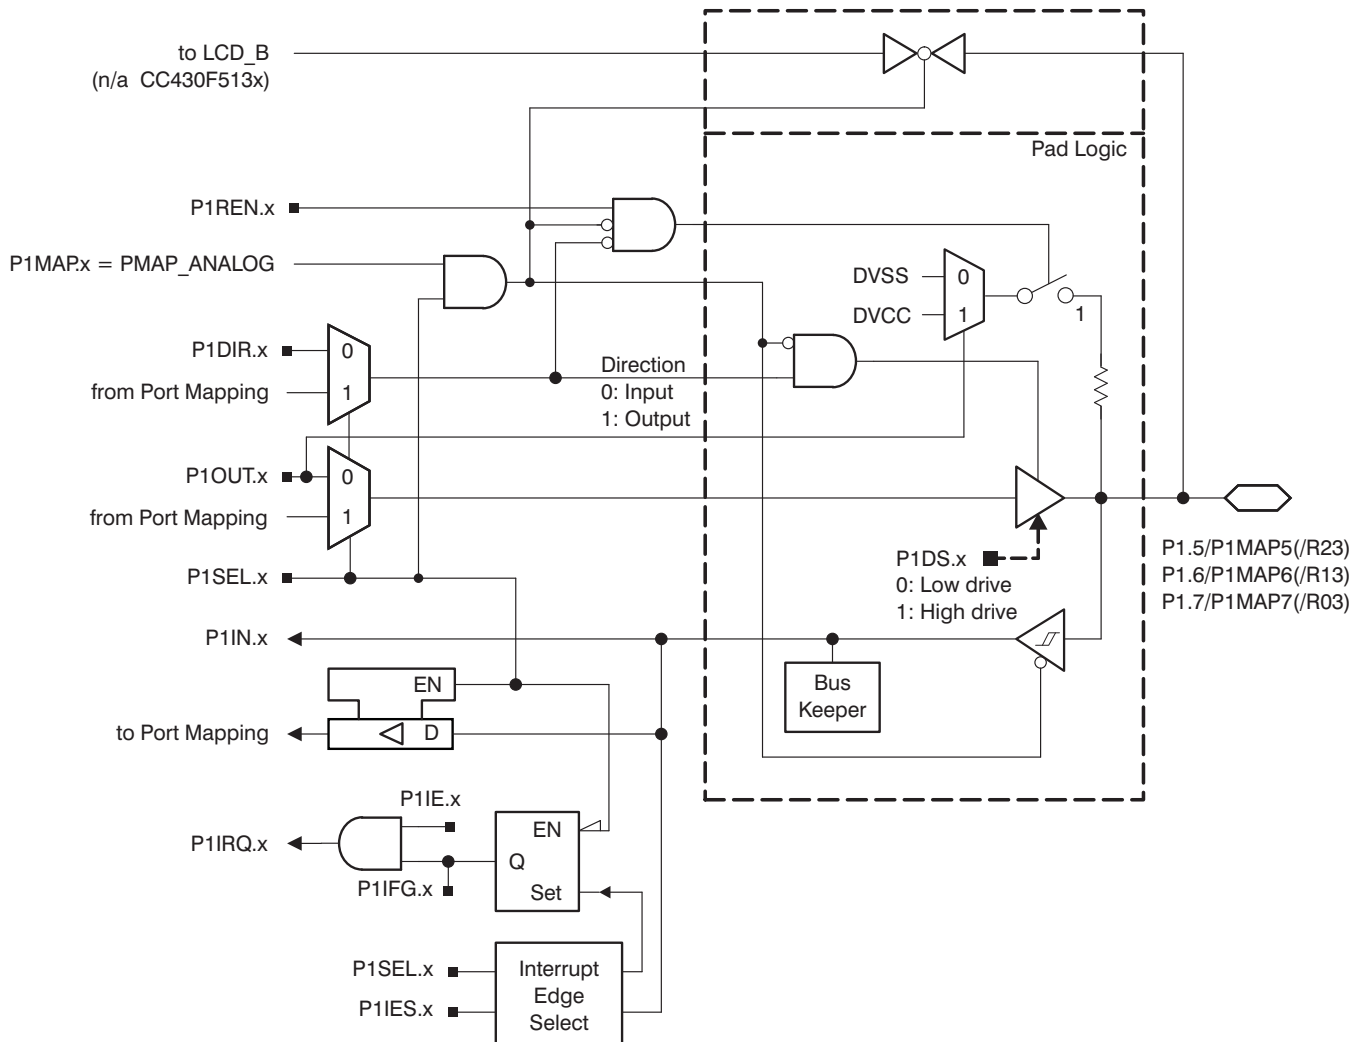 to LCD_B
(n/a CC430F513x)
Pad Logic
P1REN.x
P1MAP.x = PMAP_ANALOG
DVSS
0
DVCC
1
1
P1DIR.x
0
from Port Mapping
1
Direction
0: Input
1: Output
P1OUT.x
0
from Port Mapping
1
P1SEL.x
P1DS.x
0: Low drive
1: High drive
P1.5/P1MAP5(/R23)
P1.6/P1MAP6(/R13)
P1.7/P1MAP7(/R03)
P1IN.x
Bus
Keeper
EN
to Port Mapping
D
P1IE.x
P1IRQ.x
EN
Q
P1IFG.x
Set
P1SEL.x
P1IES.x
Interrupt
Edge
Select